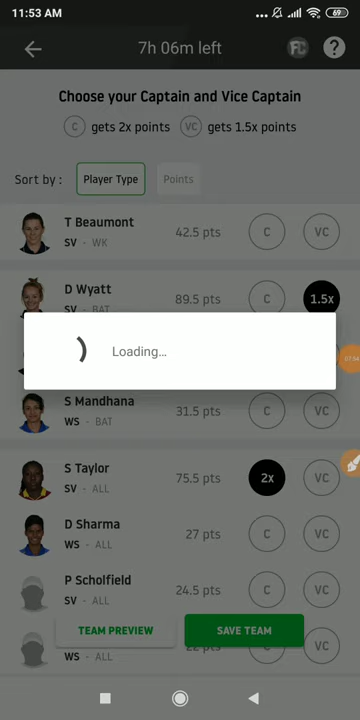 11:53 AM
69
7h 06m left
FC
?
Choose your Captain and Vice Captain
C gets 2x points VC gets 1.5x points
Sort by : Player Type Points
T Beaumont
SV - WK
42.5 pts
C
VC
D Wyatt
SV - BAT
89.5 pts
C
1.5x
Loading...
07:54
S Mandhana
WS - BAT
31.5 pts
C
VC
S Taylor
SV - ALL
75.5 pts
2x
VC
D Sharma
WS - ALL
27 pts
C
VC
P Scholfield
SV - ALL
24.5 pts
C
VC
TEAM PREVIEW
SAVE TEAM
WS - ALL
22 pts
C
VC